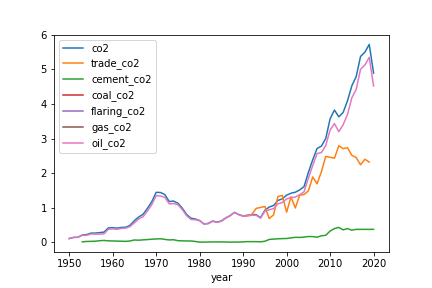 co2
trade_co2
cement_co2
coal_co2
flaring_co2
gas_co2
oil_co2
6
5
4
3
2
1
0
1950 1960 1970 1980 1990 2000 2010 2020
year